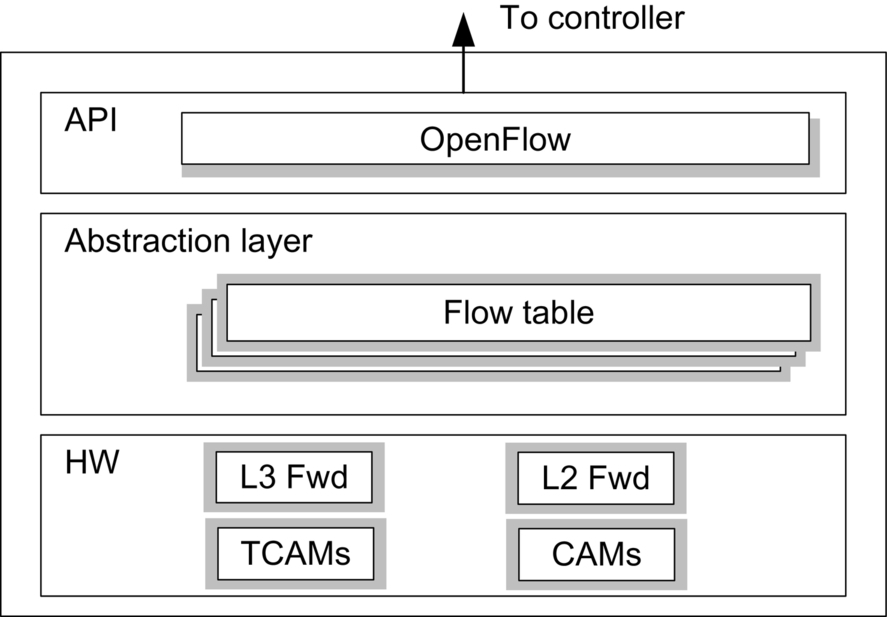 To controller
API
OpenFlow
Abstraction layer
Flow table
HW
L3 Fwd
L2 Fwd
TCAMs
CAMs